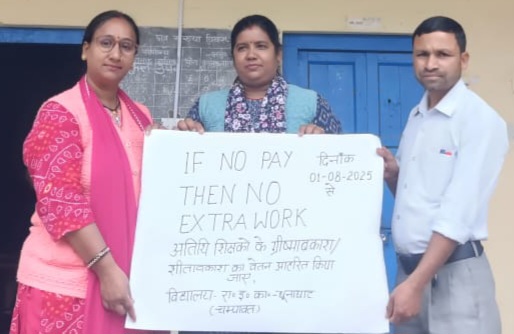 IF NO PAY दिनाँक
THEN NO 01-08-2025
EXTRA WORK से
अतिथि शिक्षकों के ग्रीष्मावकाश/
शीतावकाश का वेतन आहरित किया
जाए,
विद्यालय- रा० इ० का०-
(चम्पावत)